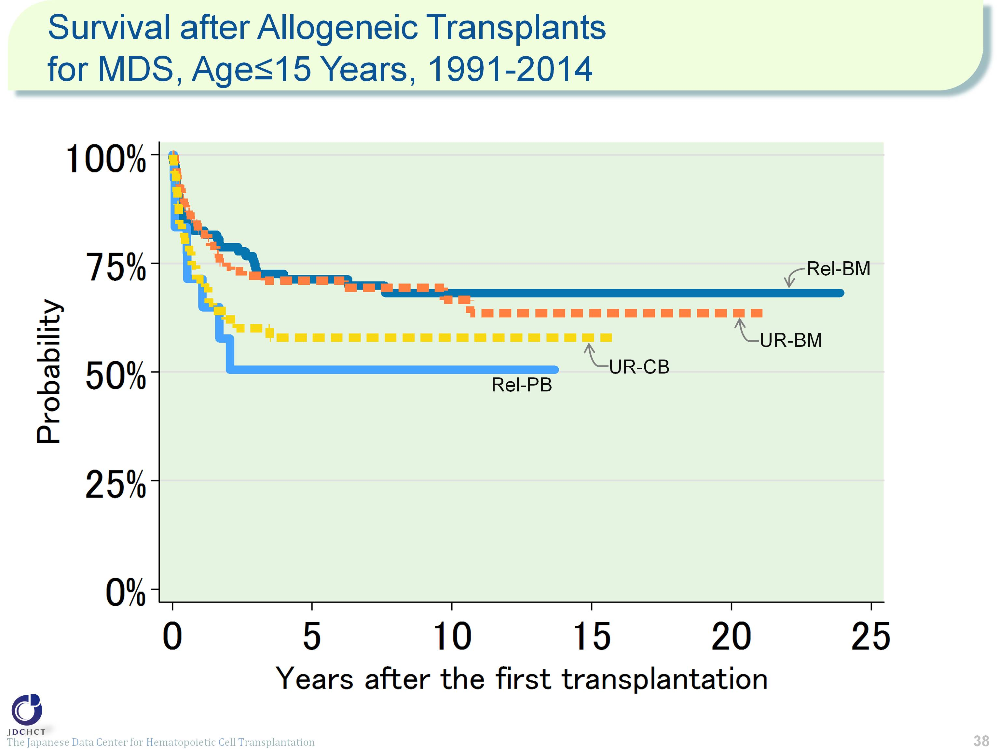 Survival after Allogeneic Transplants
for MDS, Age≤15 Years, 1991-2014
100%
75%
50%
25%
0%
Probability
Rel-BM
UR-BM
UR-CB
Rel-PB
0 5 10 15 20 25
Years after the first transplantation
JDCHCT
The Japanese Data Center for Hematopoietic Cell Transplantation
38